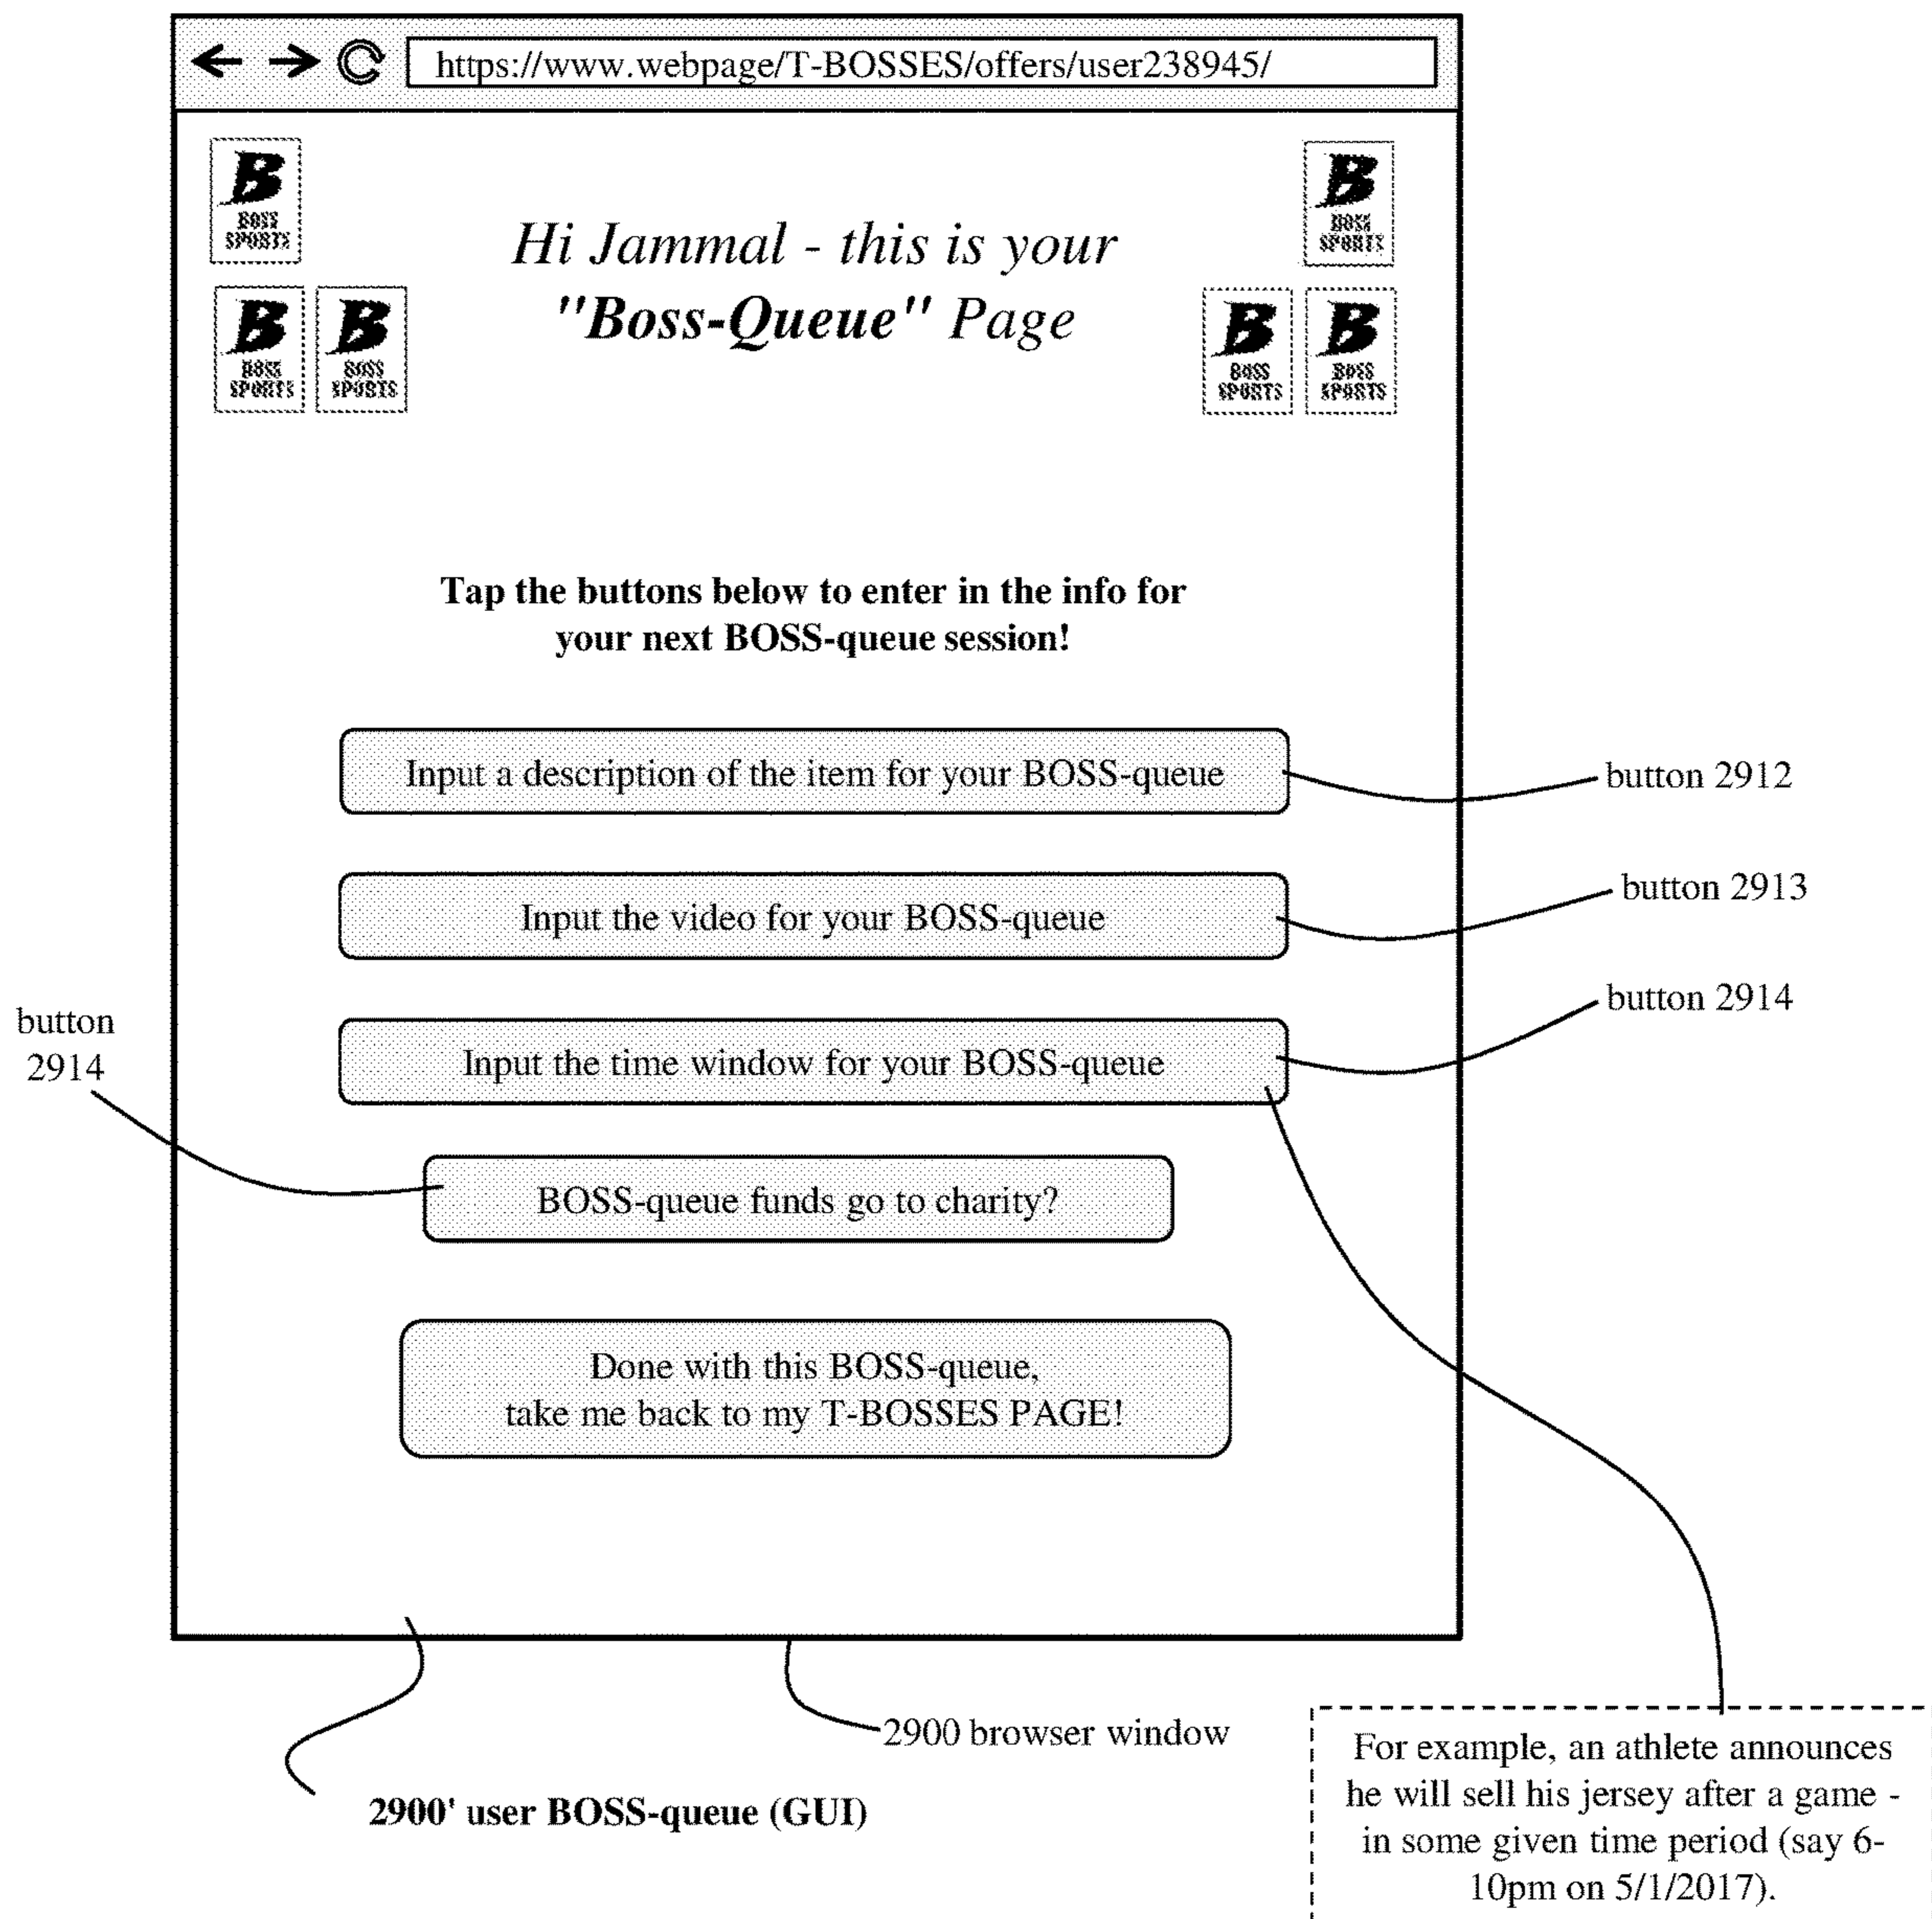 https://www.webpage/T-BOSSES/offers/user238945/
B
BOSS
SPORTS
B
BOSS
SPORTS
B
BOSS
SPORTS
Hi Jammal - this is your
"Boss-Queue" Page
B
BOSS
SPORTS
B
BOSS
SPORTS
B
BOSS
SPORTS
Tap the buttons below to enter in the info for
your next BOSS-queue session!
Input a description of the item for your BOSS-queue
button 2912
Input the video for your BOSS-queue
button 2913
Input the time window for your BOSS-queue
button 2914
button
2914
BOSS-queue funds go to charity?
Done with this BOSS-queue,
take me back to my T-BOSSES PAGE!
2900 browser window
2900' user BOSS-queue (GUI)
For example, an athlete announces
he will sell his jersey after a game -
in some given time period (say 6-
10pm on 5/1/2017).